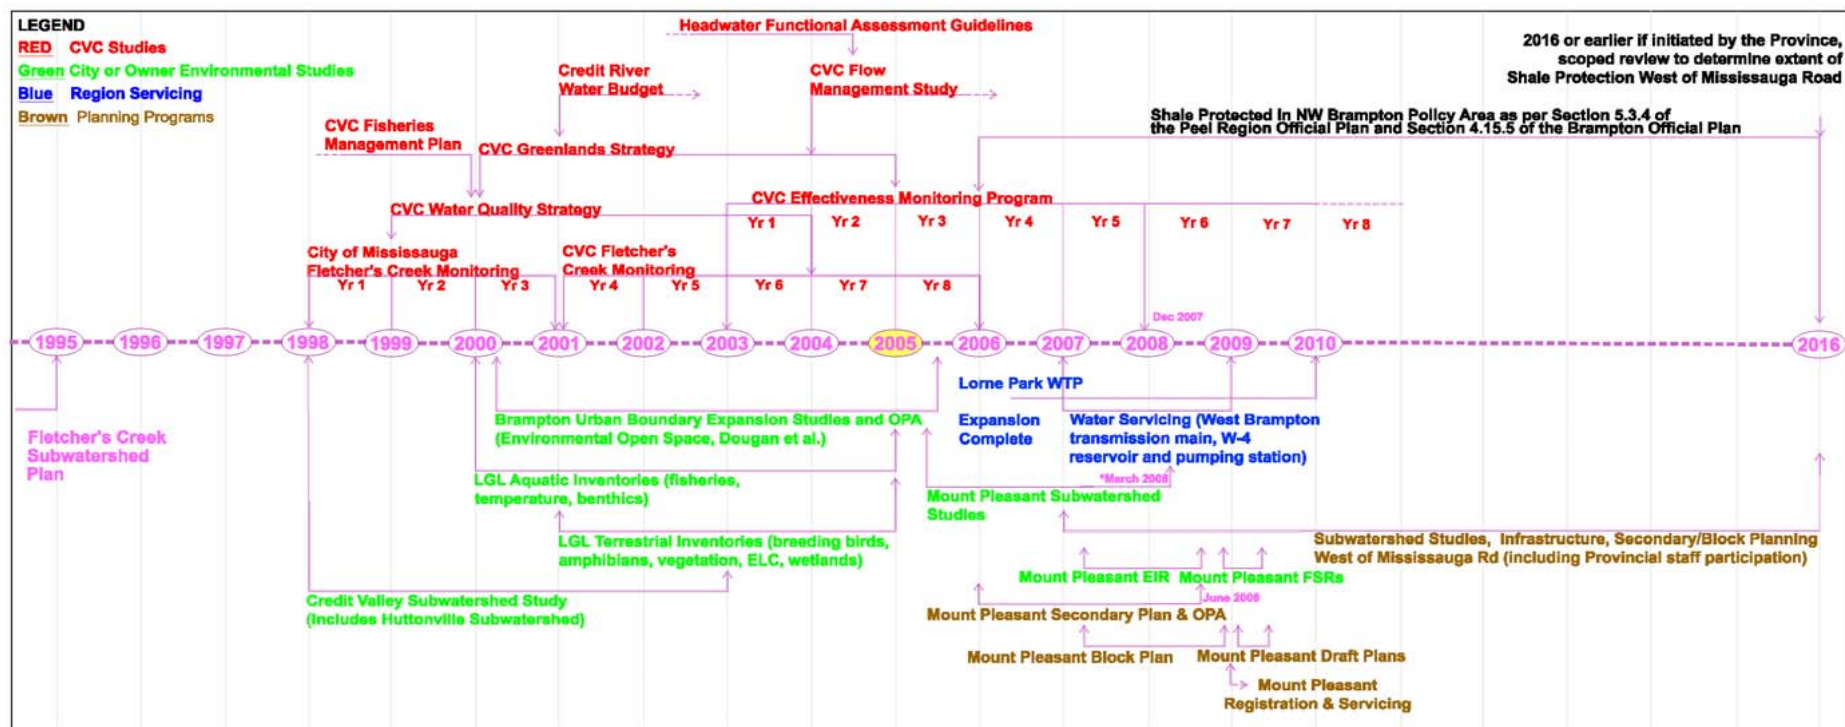 LEGEND
RED CVC Studies
Green City or Owner Environmental Studies
Blue Region Servicing
Brown Planning Programs
Headwater Functional Assessment Guidelines
Credit River
Water Budget
CVC Flow
Management Study
2016 or earlier if initiated by the Province,
scoped review to determine extent of
Shale Protection West of Mississauga Road
Shale Protected In NW Brampton Policy Area as per Section 5.3.4 of
the Peel Region Official Plan and Section 4.15.5 of the Brampton Official Plan
CVC Fisheries
Management Plan
CVC Greenlands Strategy
CVC Effectiveness Monitoring Program
Yr 1 Yr 2 Yr 3 Yr 4 Yr 5 Yr 6 Yr 7 Yr 8
CVC Water Quality Strategy
City of Mississauga
Fletcher's Creek Monitoring
CVC Fletcher's
Creek Monitoring
Yr 1 Yr 2 Yr 3 Yr 4 Yr 5 Yr 6 Yr 7 Yr 8
Dec 2007
1995 1996 1997 1998 1999 2000 2001 2002 2003 2004 2005 2006 2007 2008 2009 2010 2016
Fletcher's Creek
Subwatershed
Plan
Lorne Park WTP
Expansion
Complete
Brampton Urban Boundary Expansion Studies and OPA
(Environmental Open Space, Dougan et al.)
Water Servicing (West Brampton
transmission main, W-4
reservoir and pumping station)
LGL Aquatic Inventories (fisheries,
temperature, benthics)
*March 2008
Mount Pleasant Subwatershed
Studies
LGL Terrestrial Inventories (breeding birds,
amphibians, vegetation, ELC, wetlands)
Subwatershed Studies, Infrastructure, Secondary/Block Planning
West of Mississauga Rd (including Provincial staff participation)
Mount Pleasant EIR
Mount Pleasant FSRs
Credit Valley Subwatershed Study
(Includes Huttonville Subwatershed)
June 2008
Mount Pleasant Secondary Plan & OPA
Mount Pleasant Block Plan
Mount Pleasant Draft Plans
Mount Pleasant
Registration & Servicing